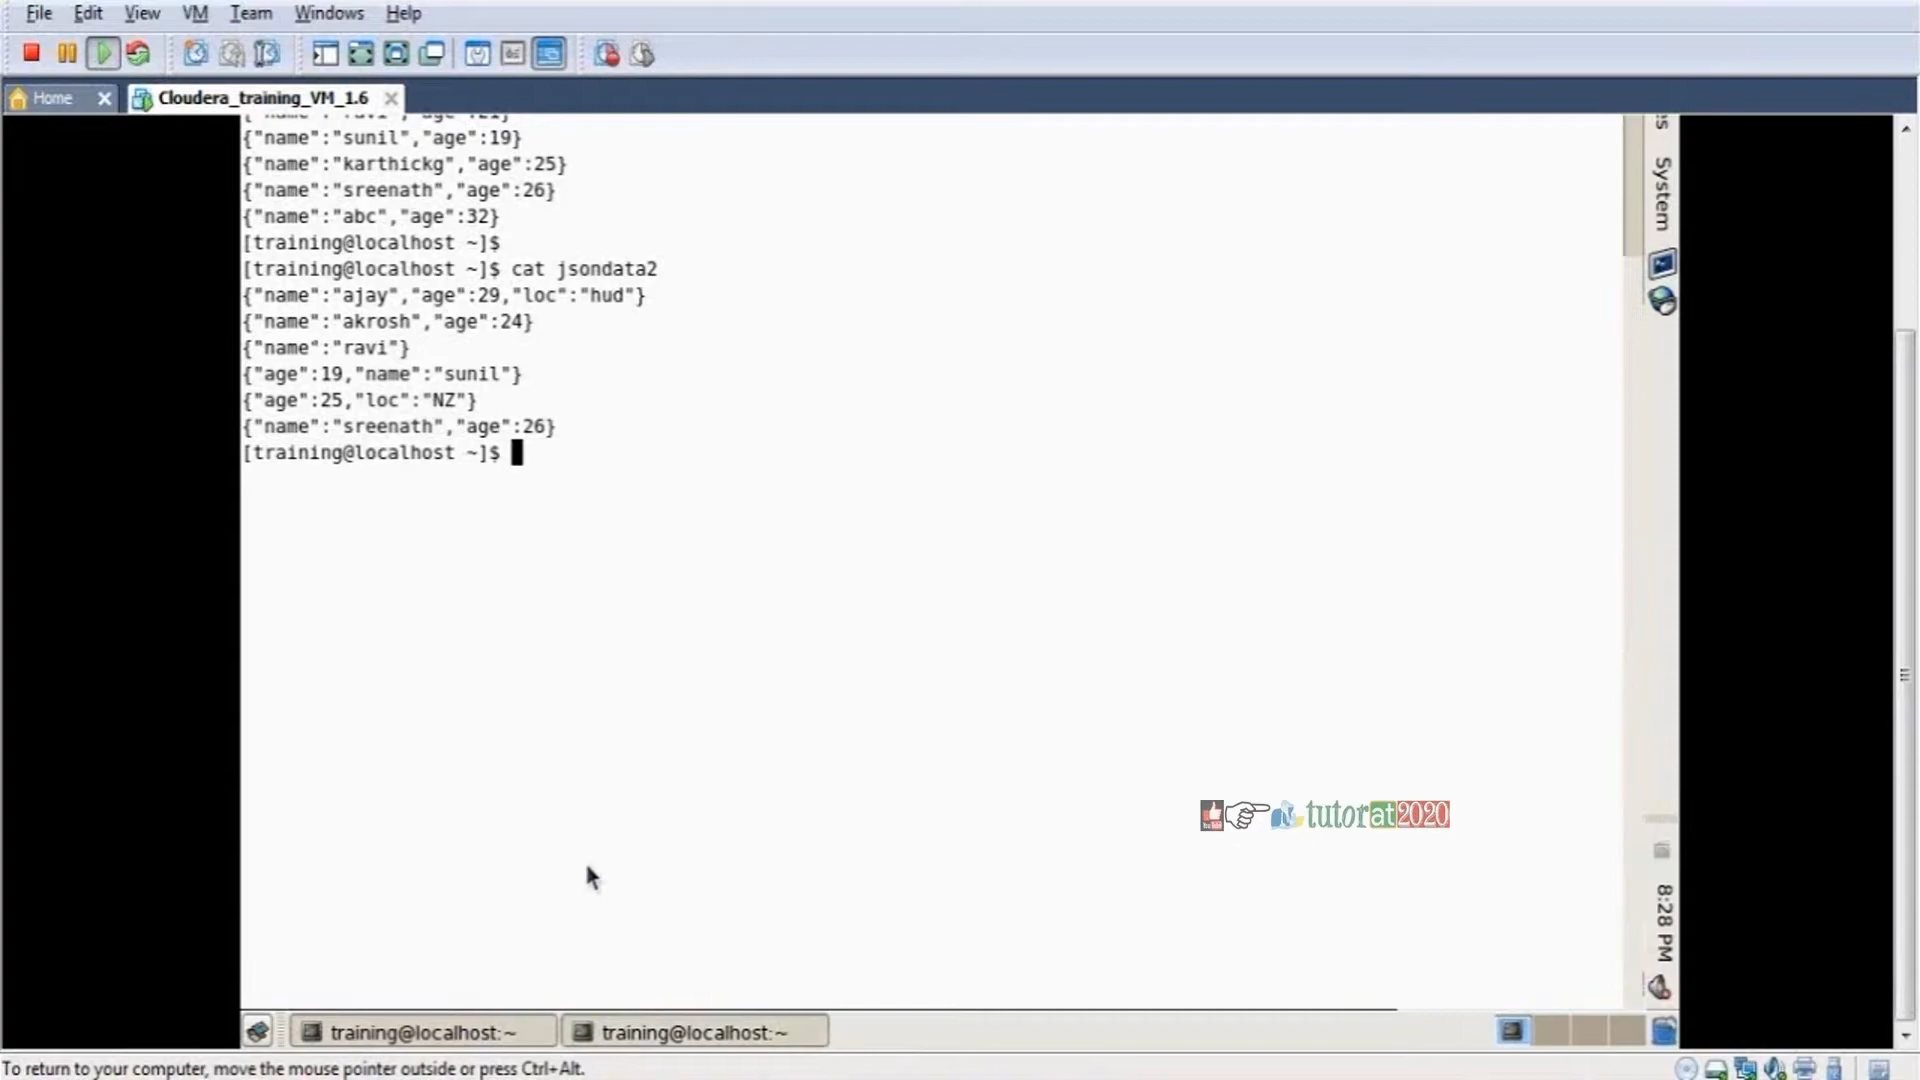 File Edit View VM Team Windows Help
Home
Cloudera_training_VM_1.6
{"name":"ravi","age":21}
{"name":"sunil","age":19}
{"name":"karthickg","age":25}
{"name":"sreenath","age":26}
{"name":"abc","age":32}
[training@localhost ~]$
[training@localhost ~]$ cat jsondata2
{"name":"ajay","age":29,"loc":"hud"}
{"name":"akrosh","age":24}
{"name":"ravi"}
{"age":19,"name":"sunil"}
{"age":25,"loc":"NZ"}
{"name":"sreenath","age":26}
[training@localhost ~]$
System
tutorat2020
8:28 PM
training@localhost:~
training@localhost:~
To return to your computer, move the mouse pointer outside or press Ctrl+Alt.